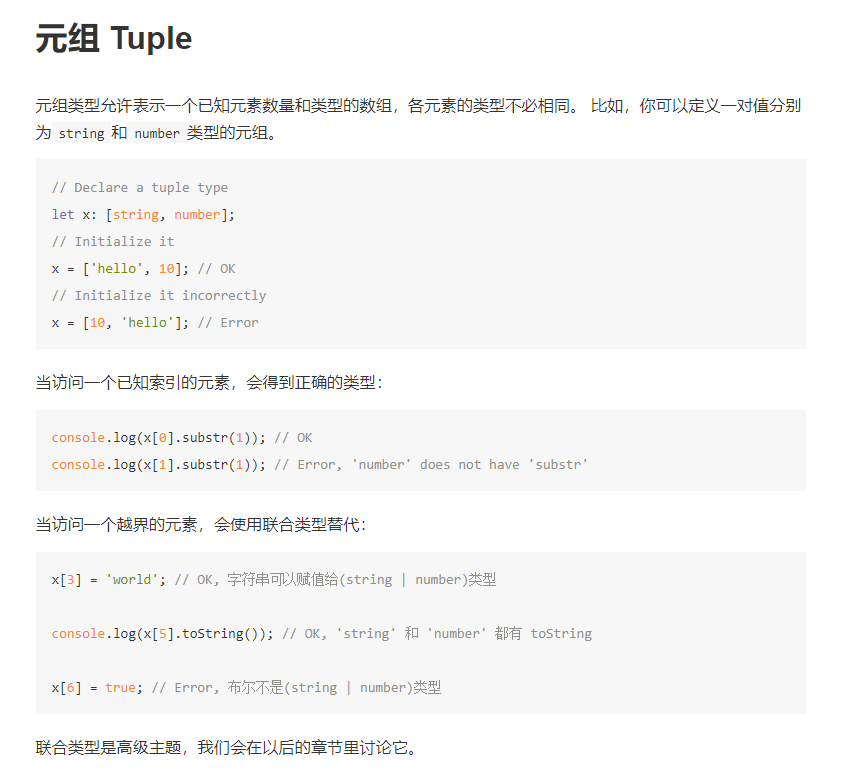 元组 Tuple
元组类型允许表示一个已知元素数量和类型的数组，各元素的类型不必相同。 比如，你可以定义一对值分别
为 string 和 number 类型的元组。
// Declare a tuple type
let x: [string, number];
// Initialize it
x = ['hello', 10]; // OK
// Initialize it incorrectly
x = [10, 'hello']; // Error
当访问一个已知索引的元素，会得到正确的类型：
console.log(x[0].substr(1)); // OK
console.log(x[1].substr(1)); // Error, 'number' does not have 'substr'
当访问一个越界的元素，会使用联合类型替代：
x[3] = 'world'; // OK, 字符串可以赋值给(string | number)类型
console.log(x[5].toString()); // OK, 'string' 和 'number' 都有 toString
x[6] = true; // Error, 布尔不是(string | number)类型
联合类型是高级主题，我们会在以后的章节里讨论它。